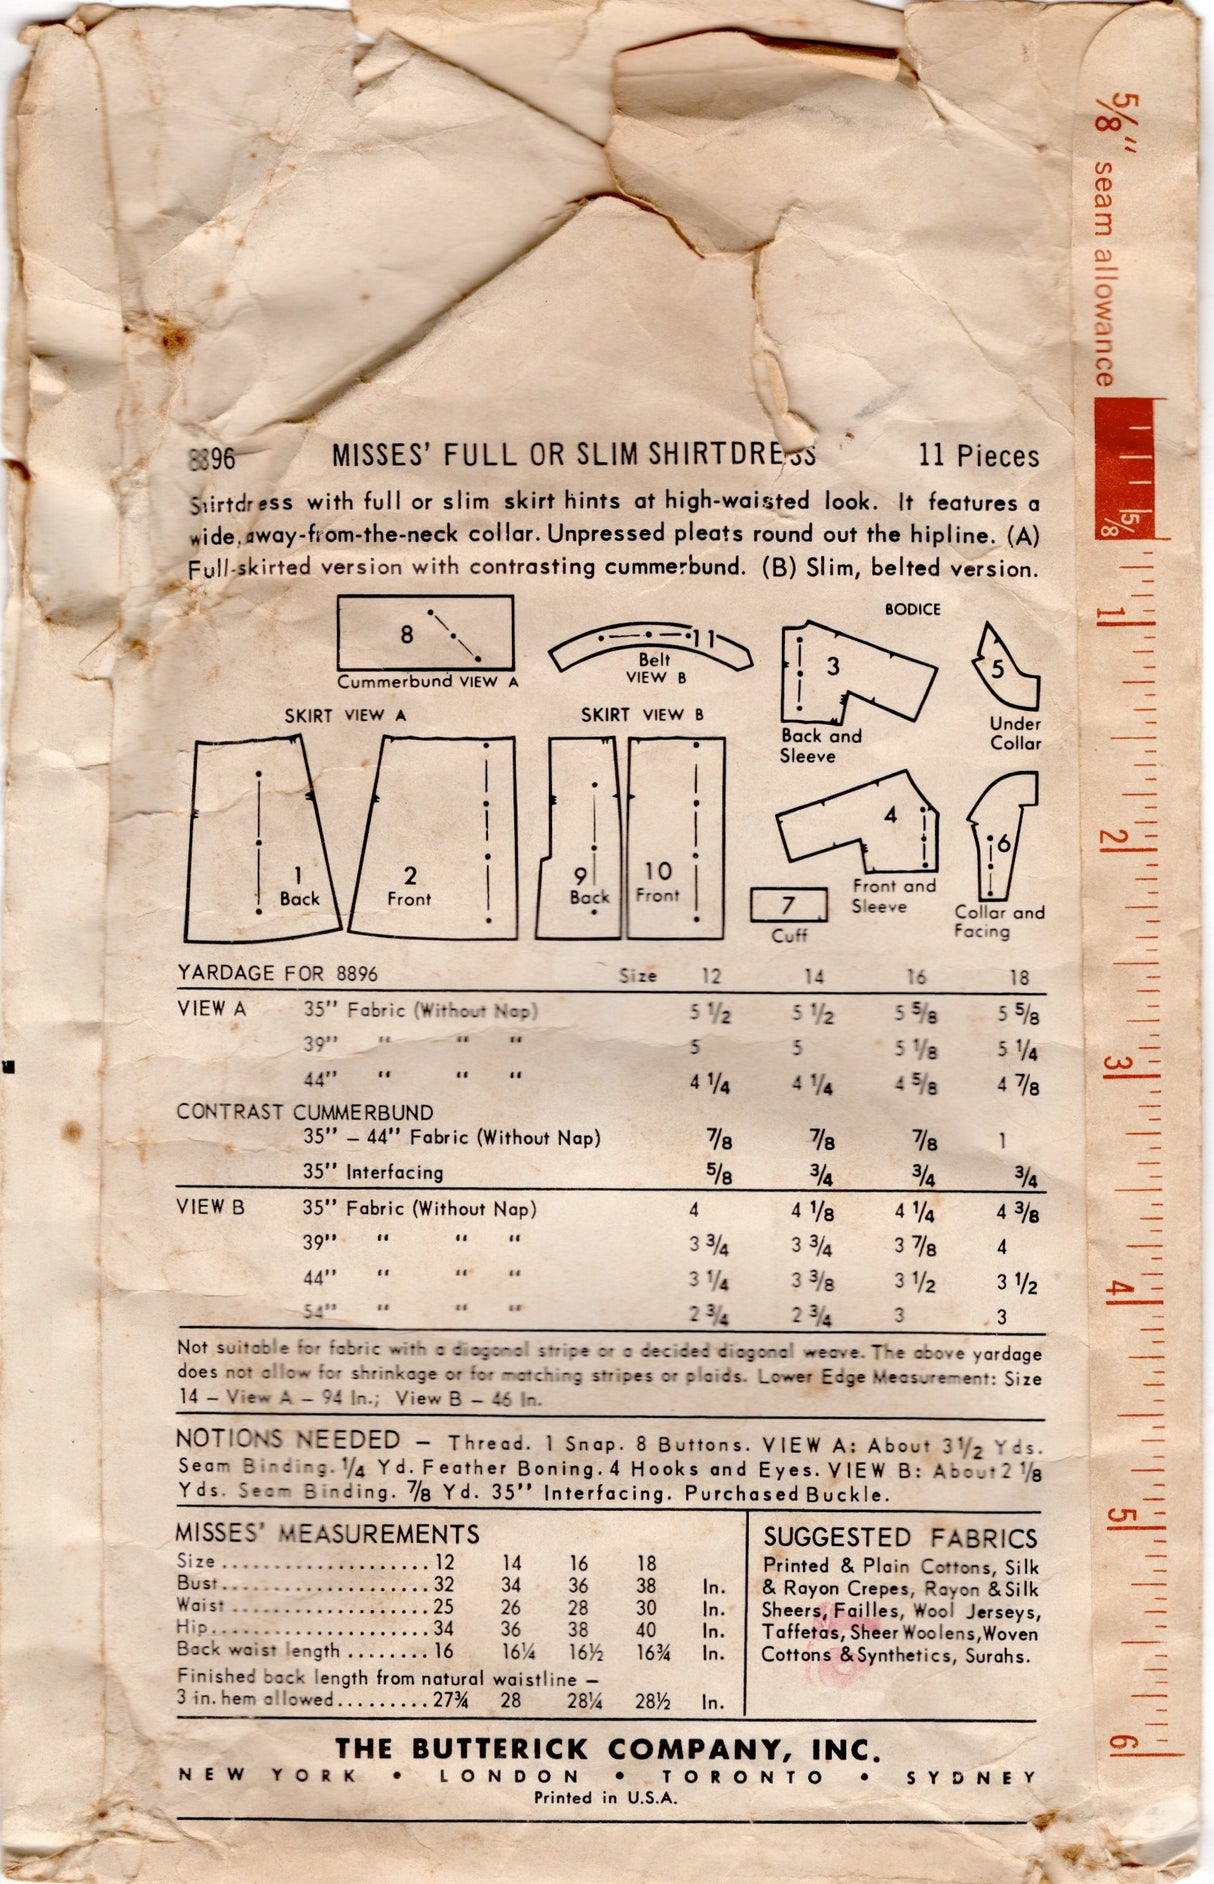 5/8" seam allowance
8896 MISSES' FULL OR SLIM SHIRTDRESS 11 Pieces
Shirtdress with full or slim skirt hints at high-waisted look. It features a
wide, away-from-the-neck collar. Unpressed pleats round out the hipline. (A)
Full-skirted version with contrasting cummerbund. (B) Slim, belted version.
8
Cummerbund VIEW A
11
Belt
VIEW B
BODICE
3
Back and
Sleeve
5
Under
Collar
SKIRT VIEW A
1
Back
2
Front
SKIRT VIEW B
9
Back
10
Front
4
Front and
Sleeve
6
Collar and
Facing
7
Cuff
YARDAGE FOR 8896 Size 12 14 16 18
VIEW A 35" Fabric (Without Nap) 5 1/2 5 1/2 5 5/8 5 5/8
39" " " " 5 5 5 1/8 5 1/4
44" " " " 4 1/4 4 1/4 4 5/8 4 7/8
CONTRAST CUMMERBUND
35" – 44" Fabric (Without Nap) 7/8 7/8 7/8 1
35" Interfacing 5/8 3/4 3/4 3/4
VIEW B 35" Fabric (Without Nap) 4 4 1/8 4 1/4 4 3/8
39" " " " 3 3/4 3 3/4 3 7/8 4
44" " " " 3 1/4 3 3/8 3 1/2 3 1/2
54" " " " 2 3/4 2 3/4 3 3
Not suitable for fabric with a diagonal stripe or a decided diagonal weave. The above yardage
does not allow for shrinkage or for matching stripes or plaids. Lower Edge Measurement: Size
14 – View A – 94 In.; View B – 46 In.
NOTIONS NEEDED – Thread. 1 Snap. 8 Buttons. VIEW A: About 3 1/2 Yds.
Seam Binding. 1/4 Yd. Feather Boning. 4 Hooks and Eyes. VIEW B: About 2 1/8
Yds. Seam Binding. 7/8 Yd. 35" Interfacing. Purchased Buckle.
MISSES' MEASUREMENTS
Size .....................12 14 16 18
Bust.....................32 34 36 38 In.
Waist ...................25 26 28 30 In.
Hip......................34 36 38 40 In.
Back waist length ........16 16¼ 16½ 16¾ In.
Finished back length from natural waistline –
3 in. hem allowed.........27¾ 28 28¼ 28½ In.
SUGGESTED FABRICS
Printed & Plain Cottons, Silk
& Rayon Crepes, Rayon & Silk
Sheers, Failles, Wool Jerseys,
Taffetas, Sheer Woolens, Woven
Cottons & Synthetics, Surahs.
THE BUTTERICK COMPANY, INC.
NEW YORK • LONDON • TORONTO • SYDNEY
Printed in U.S.A.
5/8
1
2
3
4
5
6